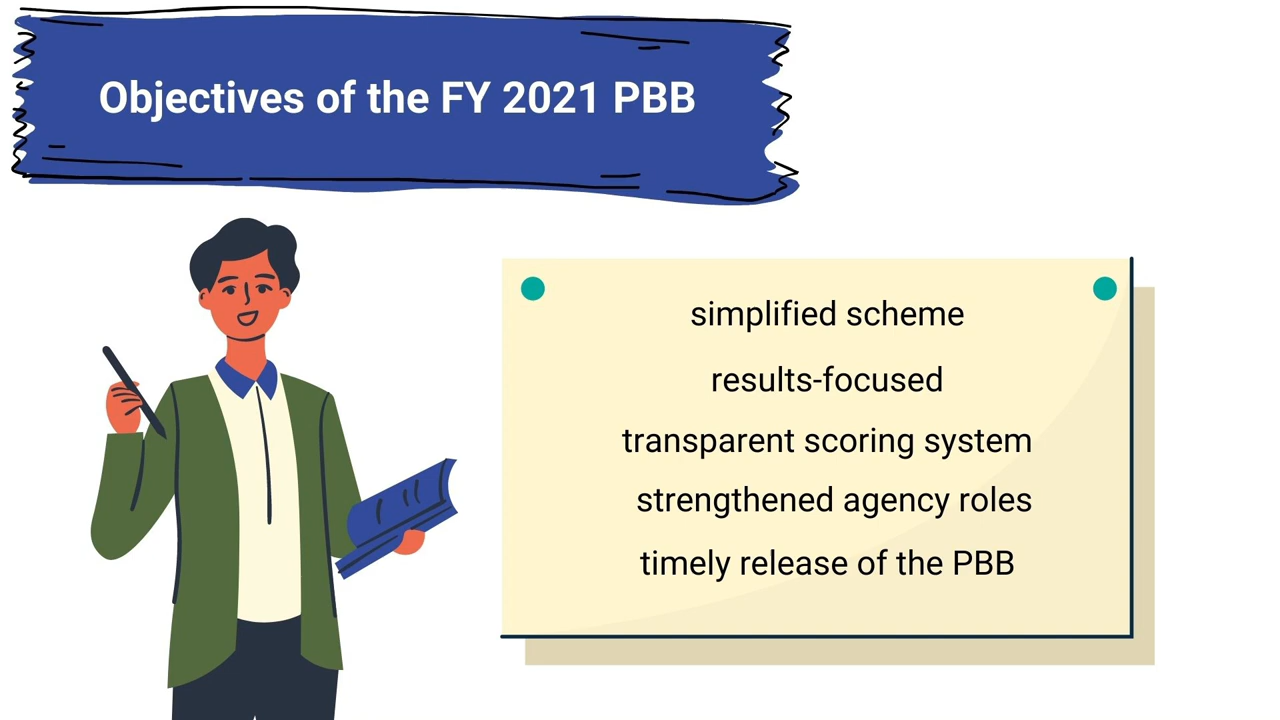 Objectives of the FY 2021 PBB
simplified scheme
results-focused
transparent scoring system
strengthened agency roles
timely release of the PBB